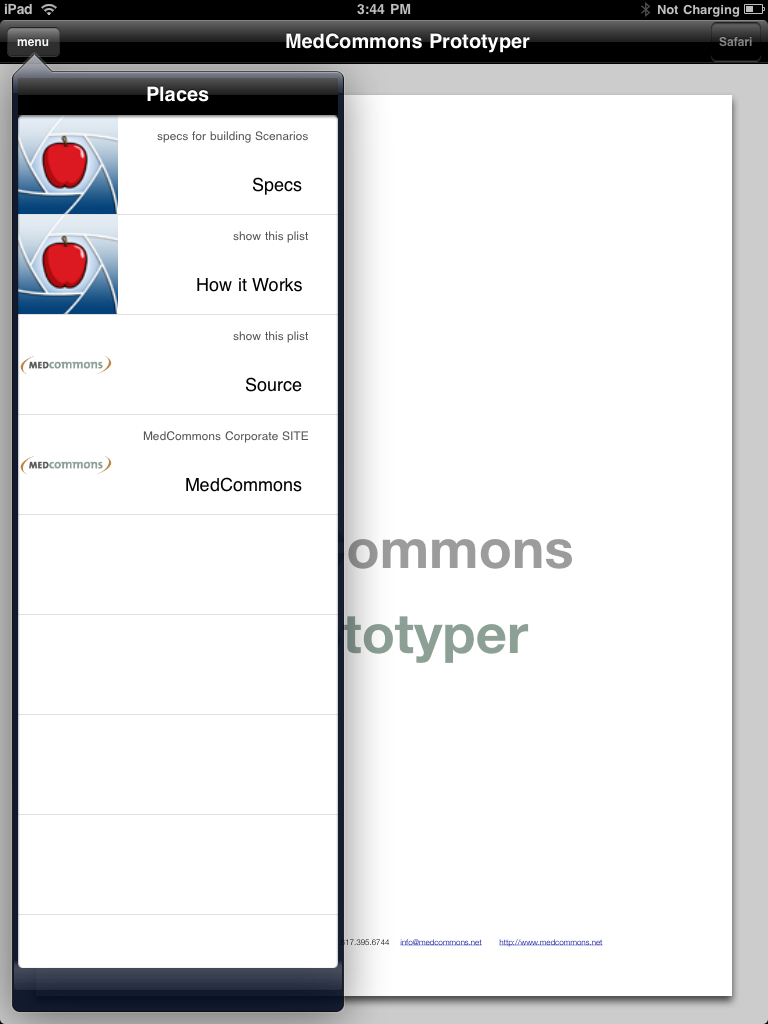 iPad 3:44 PM Not Charging
menu MedCommons Prototyper Safari
Places
specs for building Scenarios
Specs
show this plist
How it Works
show this plist
MEDcommons
Source
MedCommons Corporate SITE
MEDcommons
MedCommons
ommons
totyper
617.395.6744 info@medcommons.net http://www.medcommons.net